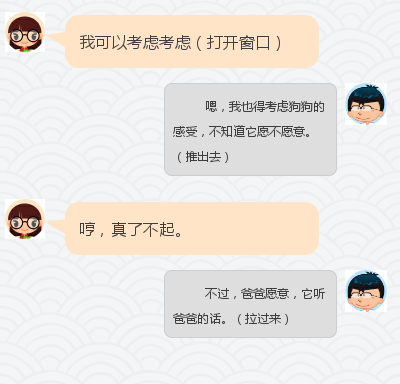 我可以考虑考虑（打开窗口）
嗯，我也得考虑狗狗的
感受，不知道它愿不愿意。
（推出去）
哼，真了不起。
不过，爸爸愿意，它听
爸爸的话。（拉过来）